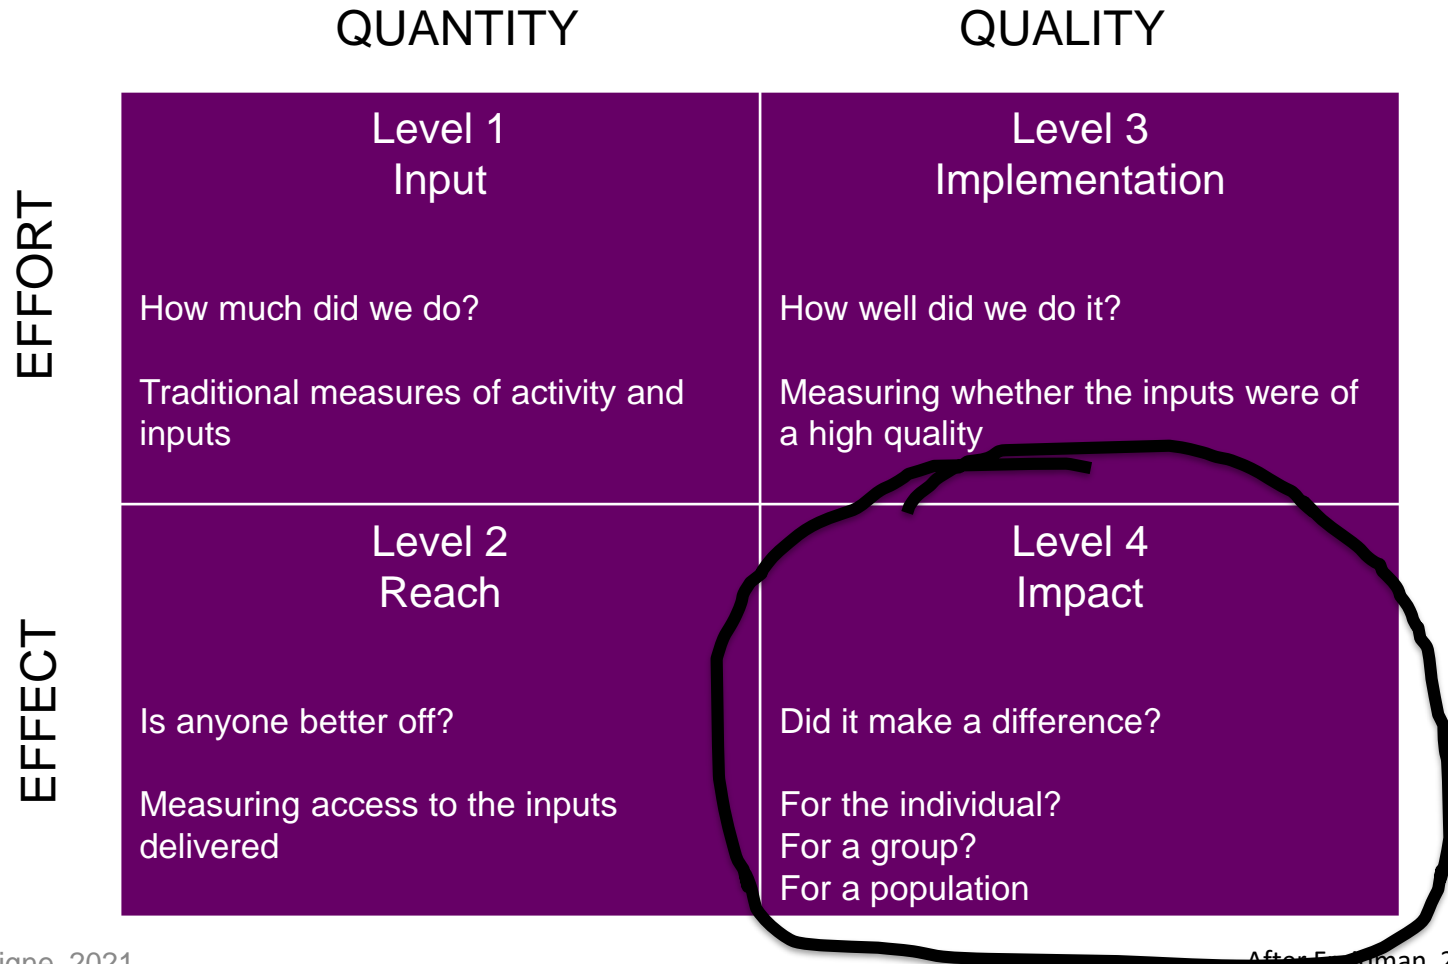 QUANTITY
QUALITY
EFFORT
Level 1
Input
How much did we do?
Traditional measures of activity and
inputs
Level 3
Implementation
How well did we do it?
Measuring whether the inputs were of
a high quality
EFFECT
Level 2
Reach
Is anyone better off?
Measuring access to the inputs
delivered
Level 4
Impact
Did it make a difference?
For the individual?
For a group?
For a population
2021
After